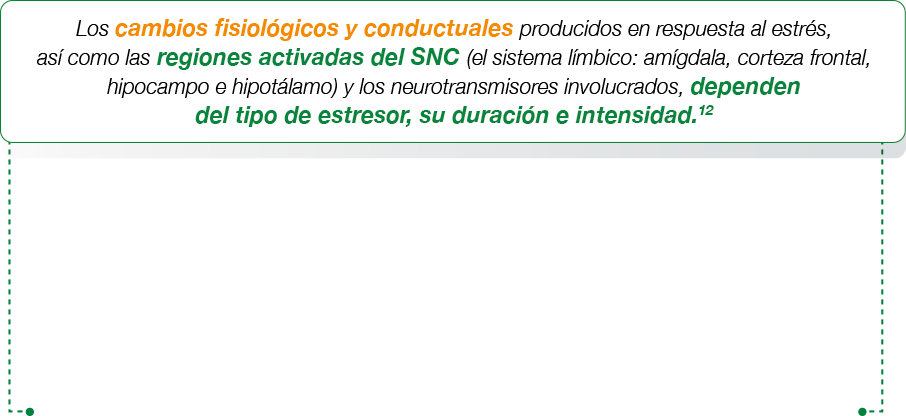 Los cambios fisiológicos y conductuales producidos en respuesta al estrés,
así como las regiones activadas del SNC (el sistema límbico: amígdala, corteza frontal,
hipocampo e hipotálamo) y los neurotransmisores involucrados, dependen
del tipo de estresor, su duración e intensidad.¹²